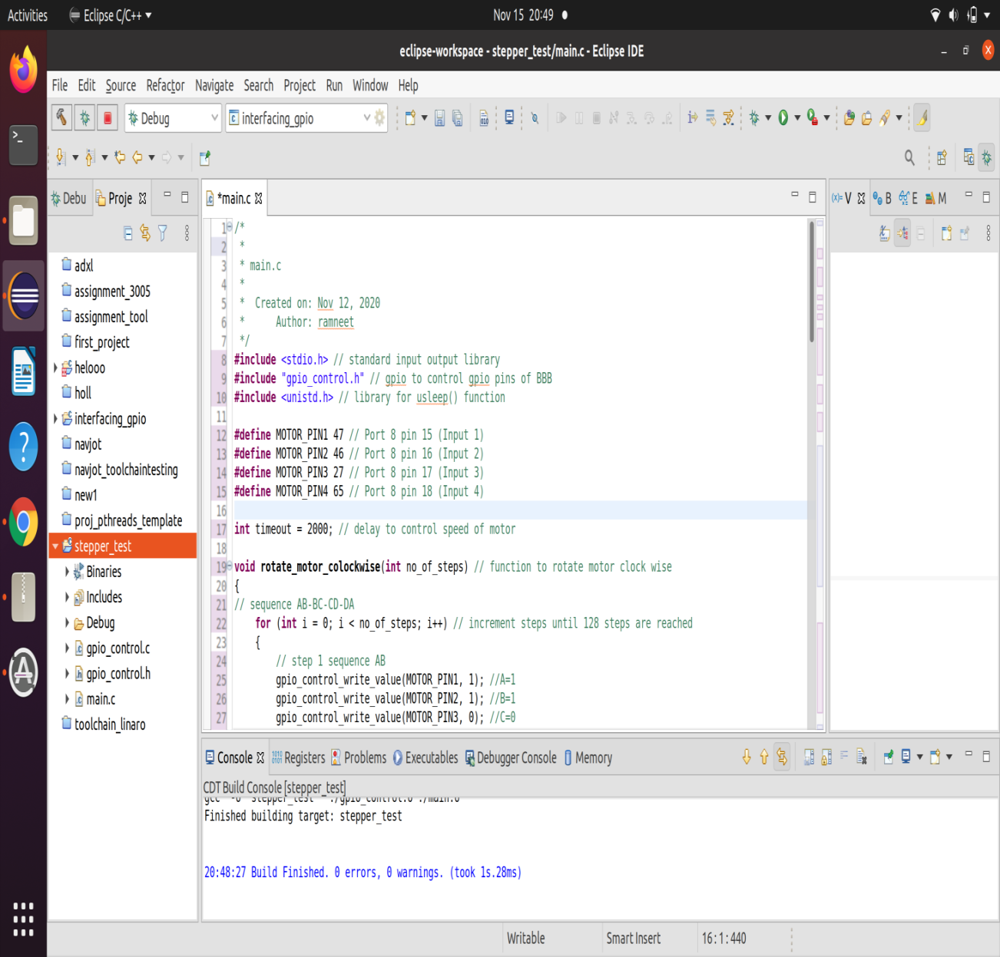 Activities
Eclipse C/C++
Nov 15 20:49
eclipse-workspace - stepper_test/main.c - Eclipse IDE
File Edit Source Refactor Navigate Search Project Run Window Help
Debug
interfacing_gpio
Debu
Proje
*main.c
V
B
E
M
adxl
assignment_3005
assignment_tool
first_project
helooo
holl
interfacing_gpio
navjot
navjot_toolchaintesting
new1
proj_pthreads_template
stepper_test
Binaries
Includes
Debug
gpio_control.c
gpio_control.h
main.c
toolchain_linaro
1 /*
2 *
3 * main.c
4 *
5 * Created on: Nov 12, 2020
6 * Author: ramneet
7 */
8 #include <stdio.h> // standard input output library
9 #include "gpio_control.h" // gpio to control gpio pins of BBB
10 #include <unistd.h> // library for usleep() function
11
12 #define MOTOR_PIN1 47 // Port 8 pin 15 (Input 1)
13 #define MOTOR_PIN2 46 // Port 8 pin 16 (Input 2)
14 #define MOTOR_PIN3 27 // Port 8 pin 17 (Input 3)
15 #define MOTOR_PIN4 65 // Port 8 pin 18 (Input 4)
16
17 int timeout = 2000; // delay to control speed of motor
18
19 void rotate_motor_colockwise(int no_of_steps) // function to rotate motor clock wise
20 {
21 // sequence AB-BC-CD-DA
22 for (int i = 0; i < no_of_steps; i++) // increment steps until 128 steps are reached
23 {
24 // step 1 sequence AB
25 gpio_control_write_value(MOTOR_PIN1, 1); //A=1
26 gpio_control_write_value(MOTOR_PIN2, 1); //B=1
27 gpio_control_write_value(MOTOR_PIN3, 0); //C=0
Console
Registers
Problems
Executables
Debugger Console
Memory
CDT Build Console [stepper_test]
gcc -o "stepper_test" ./gpio_control.o ./main.o
Finished building target: stepper_test
20:48:27 Build Finished. 0 errors, 0 warnings. (took 1s.28ms)
Writable
Smart Insert
16:1:440